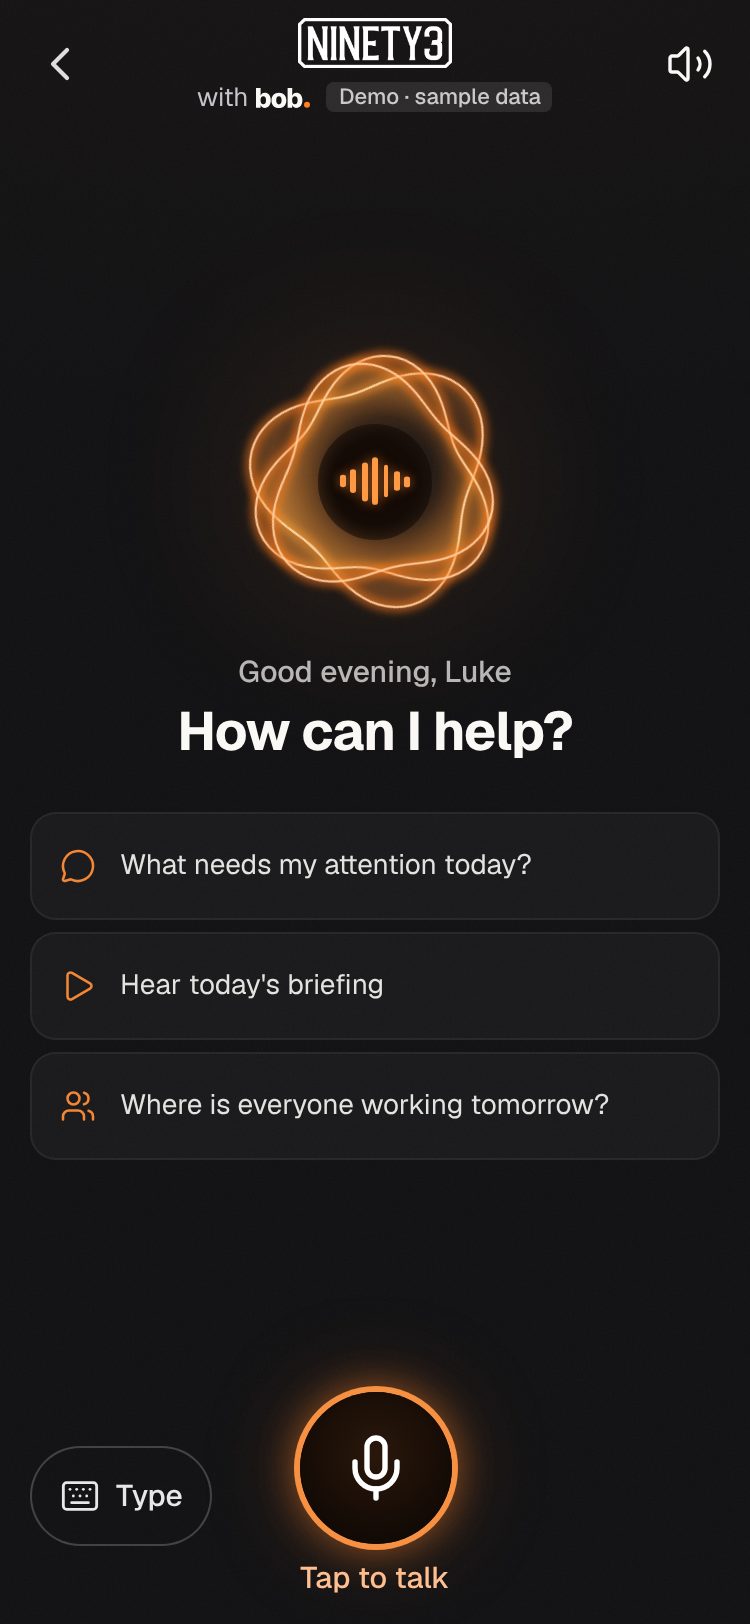 NINETY3
with bob. Demo · sample data
Good evening, Luke
How can I help?
What needs my attention today?
Hear today's briefing
Where is everyone working tomorrow?
Type
Tap to talk